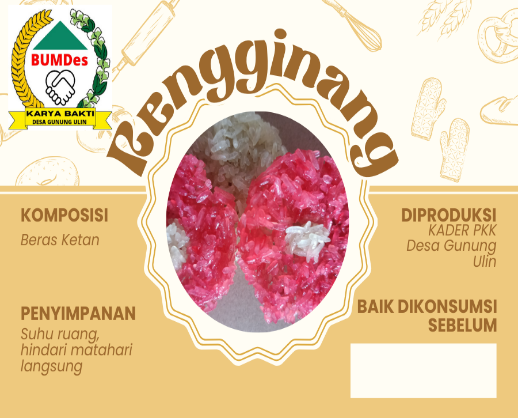 BUMDes
KARYA BAKTI
DESA GUNUNG ULIN
Rengginang
KOMPOSISI
Beras Ketan
PENYIMPANAN
Suhu ruang,
hindari matahari
langsung
DIPRODUKSI
KADER PKK
Desa Gunung
Ulin
BAIK DIKONSUMSI
SEBELUM